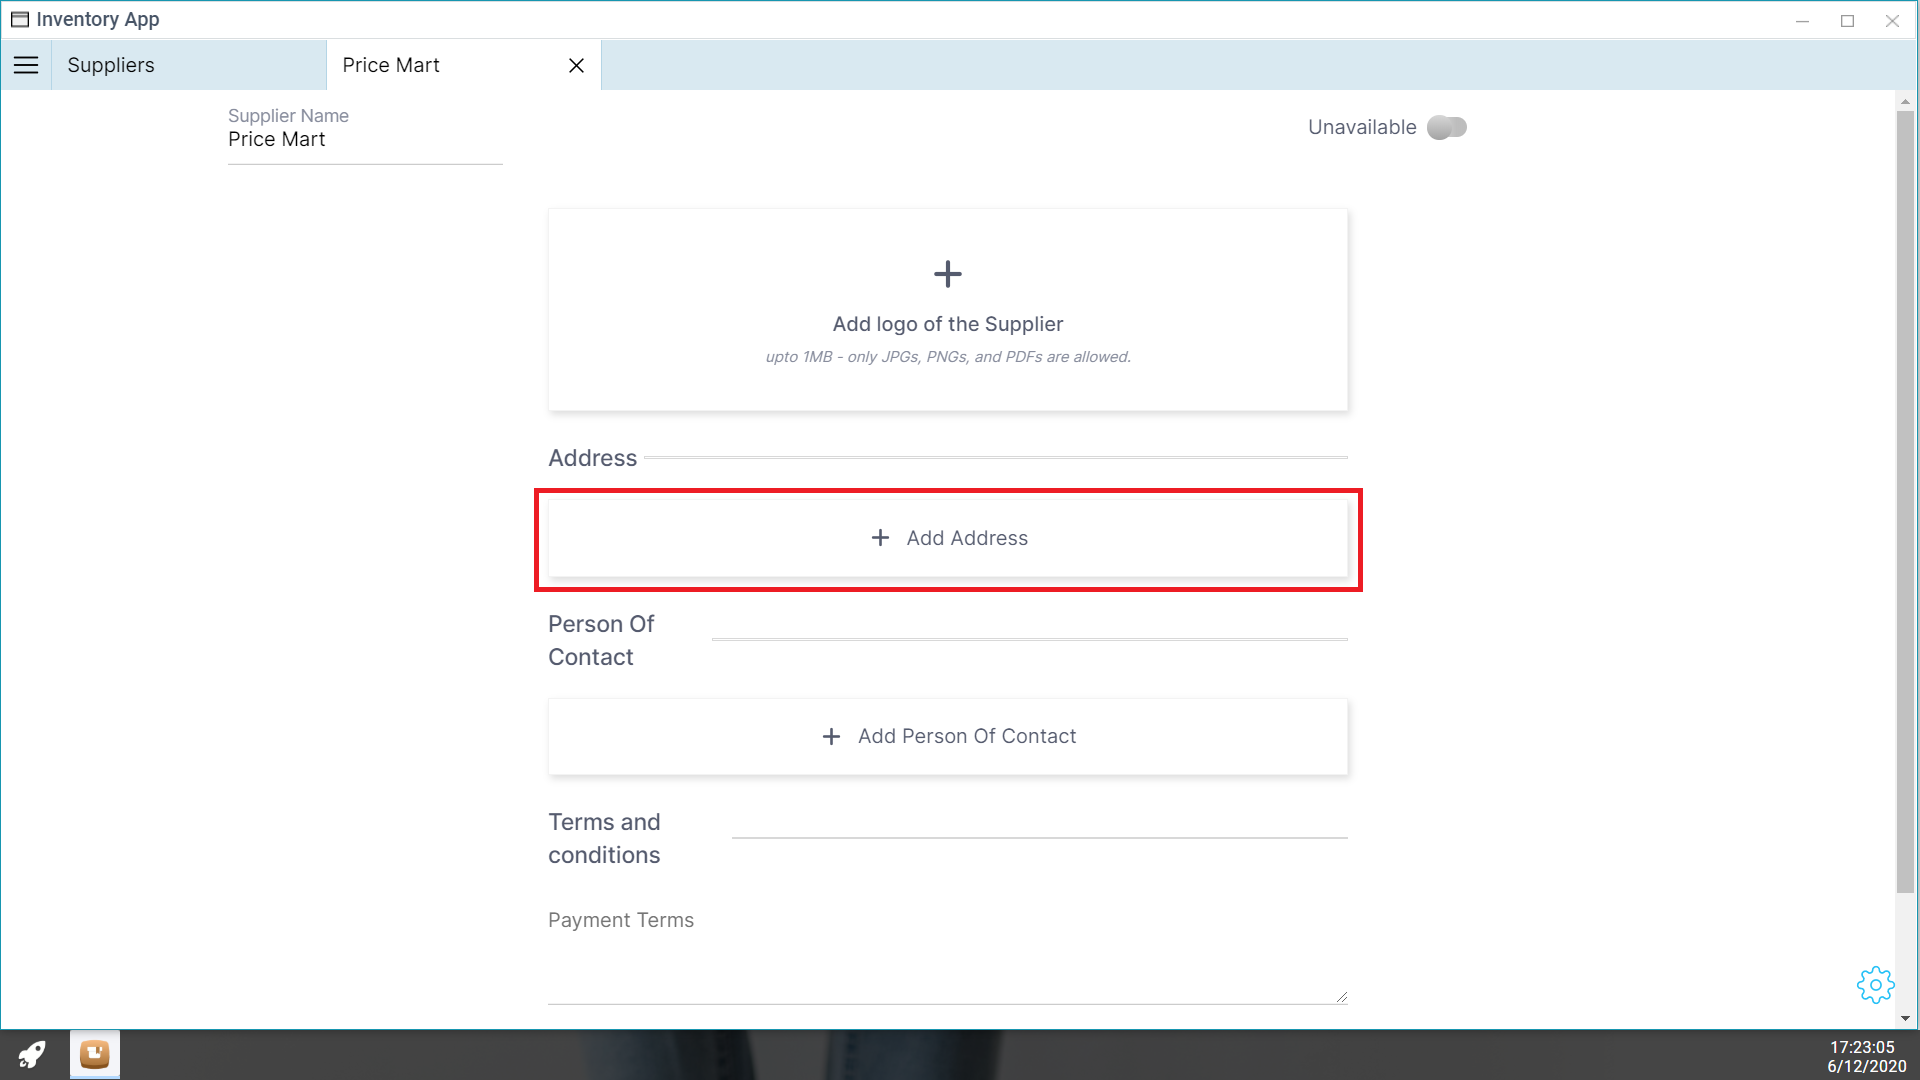 Inventory App
Suppliers
Price Mart
Supplier Name
Price Mart
Unavailable
Add logo of the Supplier
upto 1MB - only JPGs, PNGs, and PDFs are allowed.
Address
Add Address
Person Of
Contact
Add Person Of Contact
Terms and
conditions
Payment Terms
17:23:05
6/12/2020